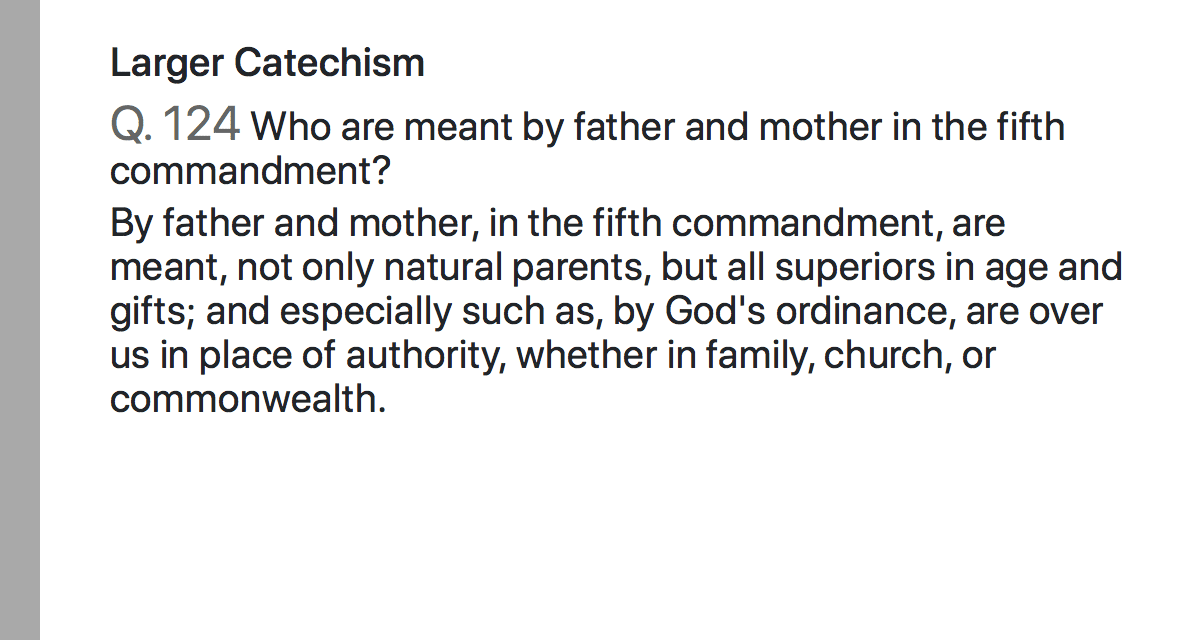 Larger Catechism
Q. 124 Who are meant by father and mother in the fifth
commandment?
By father and mother, in the fifth commandment, are
meant, not only natural parents, but all superiors in age and
gifts; and especially such as, by God's ordinance, are over
us in place of authority, whether in family, church, or
commonwealth.